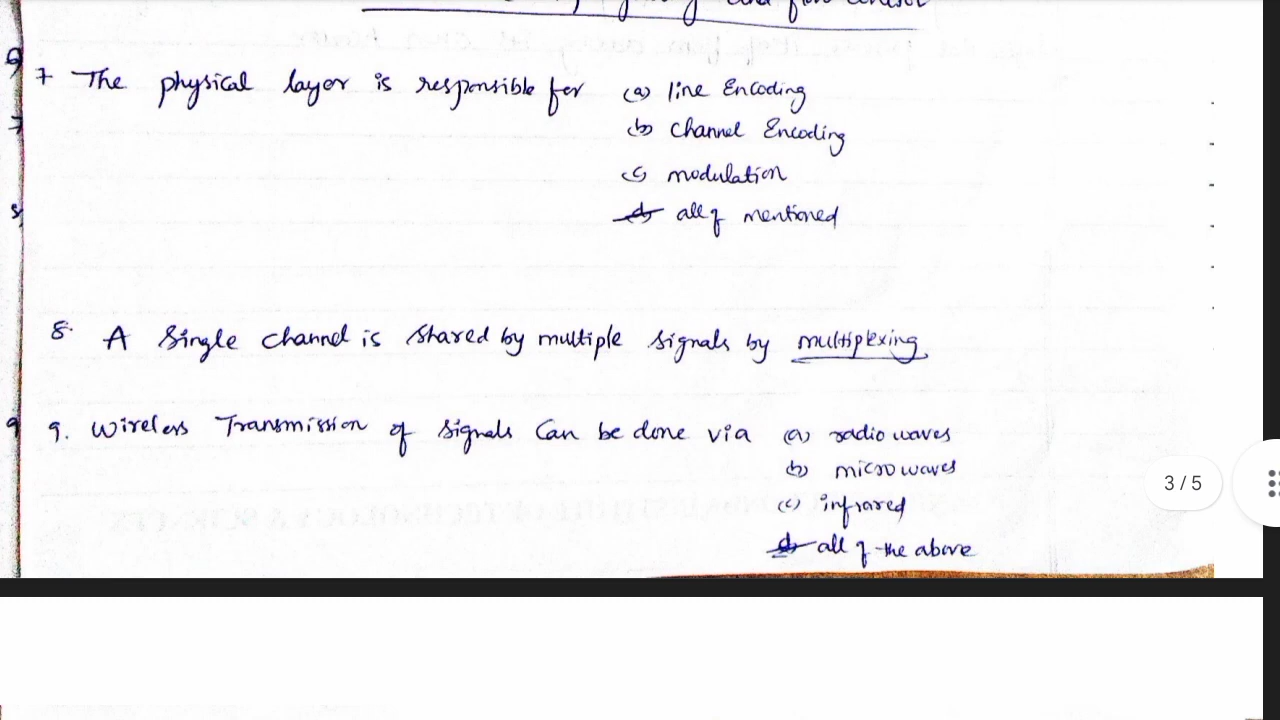 7 The physical layer is responsible for (a) line Encoding
(b) channel Encoding
(c) modulation
(d) all of mentioned
8. A Single channel is shared by multiple signals by multiplexing
9. Wireless Transmission of signals Can be done via (a) radio waves
(b) micro waves
(c) infrared
(d) all of the above
3 / 5